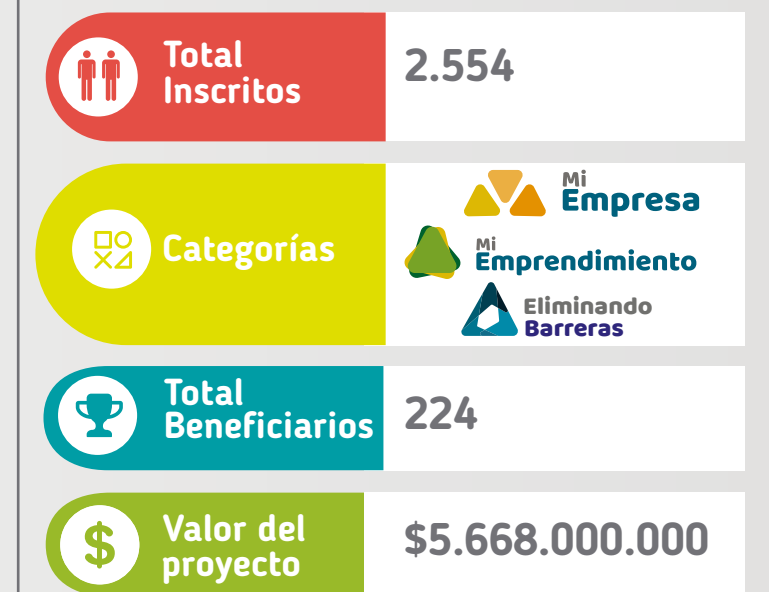 Total
Inscritos
2.554
Categorías
Mi
Empresa
Mi
Emprendimiento
Eliminando
Barreras
Total
Beneficiarios
224
$
Valor del
proyecto
$5.668.000.000